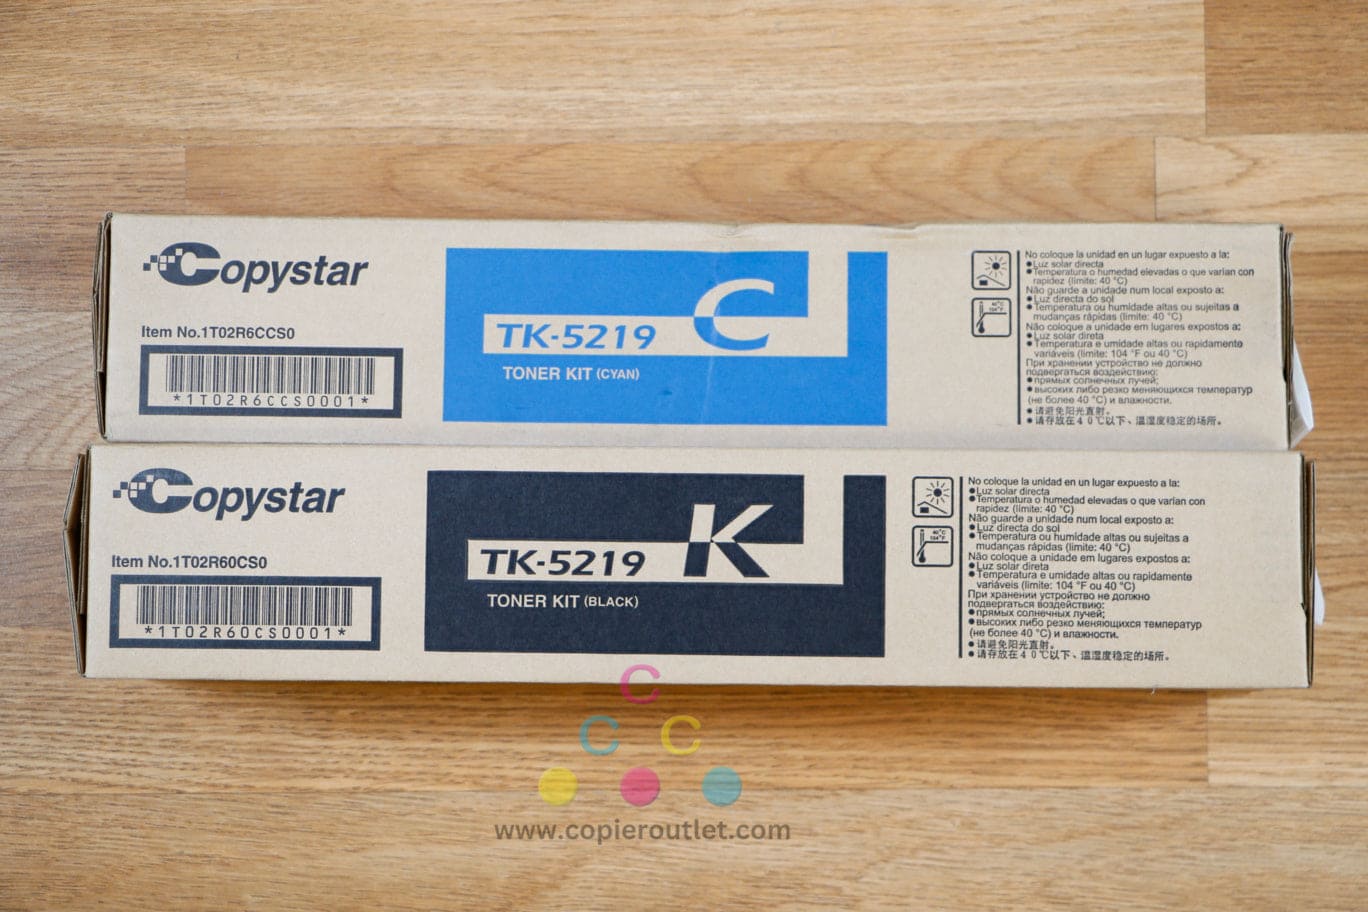 Copystar
Item No.1T02R6CCS0
*1T02R6CCS0001*
C
TK-5219
TONER KIT (CYAN)
40°C
104°F
No coloque la unidad en un lugar expuesto a la:
●Luz solar directa
●Temperatura o humedad elevadas o que varían con
rapidez (límite: 40 °C)
Não guarde a unidade num local exposto a:
●Luz directa do sol
●Temperatura ou humidade altas ou sujeitas a
mudanças rápidas (limite: 40 °C)
Não coloque a unidade em lugares expostos a:
●Luz solar direta
●Temperatura e umidade altas ou rapidamente
variáveis (limite: 104 °F ou 40 °C)
При хранении устройство не должно
подвергаться воздействию:
●прямых солнечных лучей;
●высоких либо резко меняющихся температур
(не более 40 °C) и влажности.
●请避免阳光直射。
●请存放在40℃以下、温湿度稳定的场所。
Copystar
Item No.1T02R60CS0
*1T02R60CS0001*
K
TK-5219
TONER KIT (BLACK)
40°C
104°F
No coloque la unidad en un lugar expuesto a la:
●Luz solar directa
●Temperatura o humedad elevadas o que varían con
rapidez (límite: 40 °C)
Não guarde a unidade num local exposto a:
●Luz directa do sol
●Temperatura ou humidade altas ou sujeitas a
mudanças rápidas (limite: 40 °C)
Não coloque a unidade em lugares expostos a:
●Luz solar direta
●Temperatura e umidade altas ou rapidamente
variáveis (limite: 104 °F ou 40 °C)
При хранении устройство не должно
подвергаться воздействию:
●прямых солнечных лучей;
●высоких либо резко меняющихся температур
(не более 40 °C) и влажности.
●请避免阳光直射。
●请存放在40℃以下、温湿度稳定的场所。
C
C C
www.copieroutlet.com